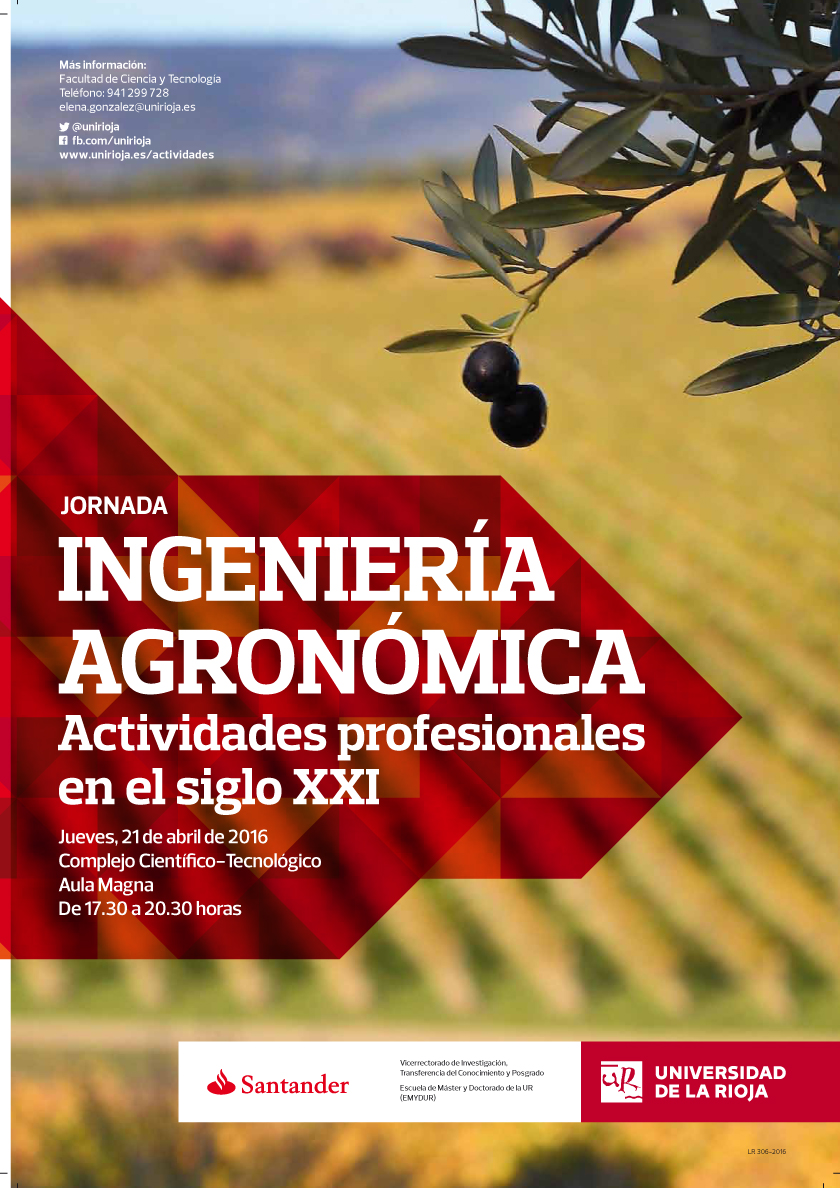 Más información:
Facultad de Ciencia y Tecnología
Teléfono: 941 299 728
elena.gonzalez@unirioja.es
@unirioja
fb.com/unirioja
www.unirioja.es/actividades
JORNADA
INGENIERÍA
AGRONÓMICA
Actividades profesionales
en el siglo XXI
Jueves, 21 de abril de 2016
Complejo Científico-Tecnológico
Aula Magna
De 17.30 a 20.30 horas
Santander
Vicerrectorado de Investigación,
Transferencia del Conocimiento y Posgrado
Escuela de Máster y Doctorado de la UR
(EMYDUR)
UR
UNIVERSIDAD
DE LA RIOJA
LR 306-2016